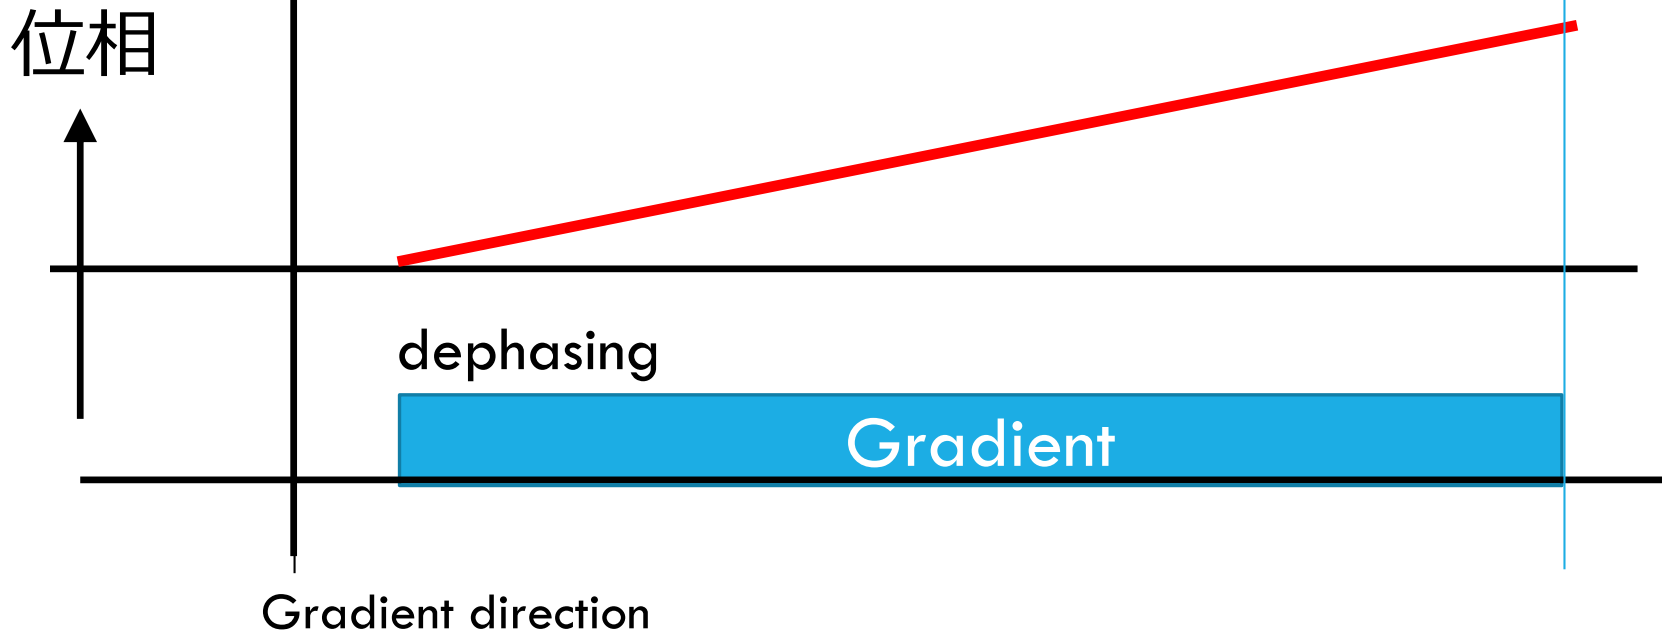 位相
dephasing
Gradient
Gradient direction